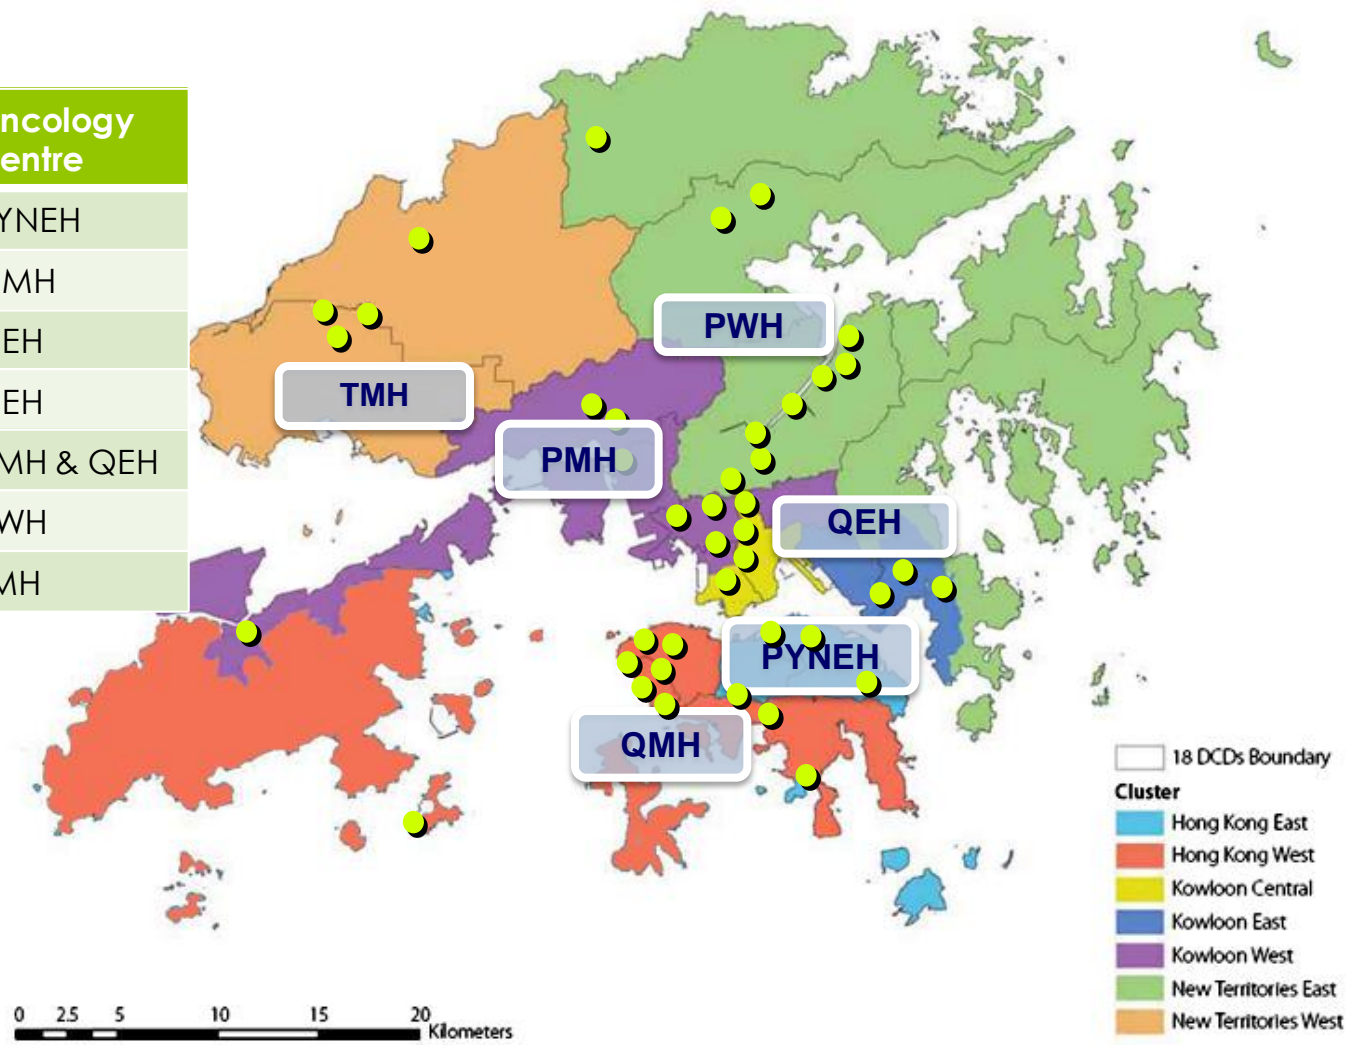 ncology
entre
YNEH
MH
EH
EH
MH & QEH
WH
MH
PWH
TMH
PMH
QEH
PYNEH
QMH
18 DCDs Boundary
Cluster
Hong Kong East
Hong Kong West
Kowloon Central
Kowloon East
Kowloon West
New Territories East
New Territories West
0 2.5 5 10 15 20
Kilometers